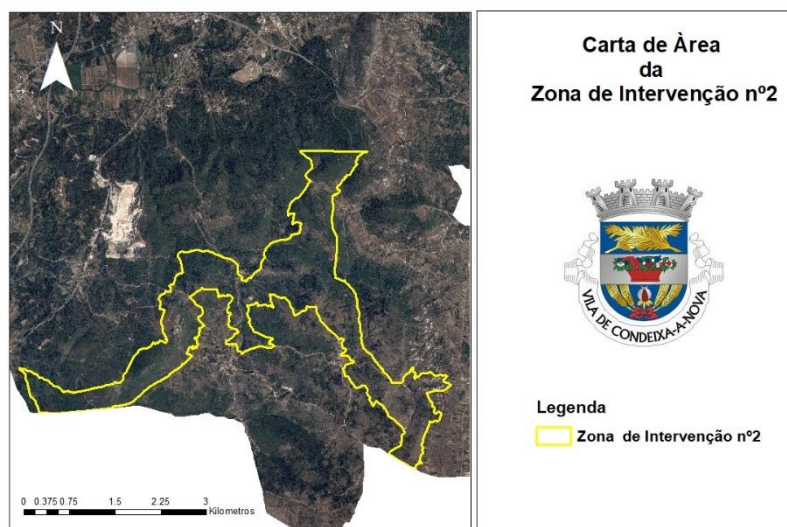 N
0 0.375 0.75 1.5 2.25 3
Kilometros
Carta de Àrea
da
Zona de Intervenção nº2
VILA DE CONDEIXA-A-NOVA
Legenda
Zona de Intervenção nº2